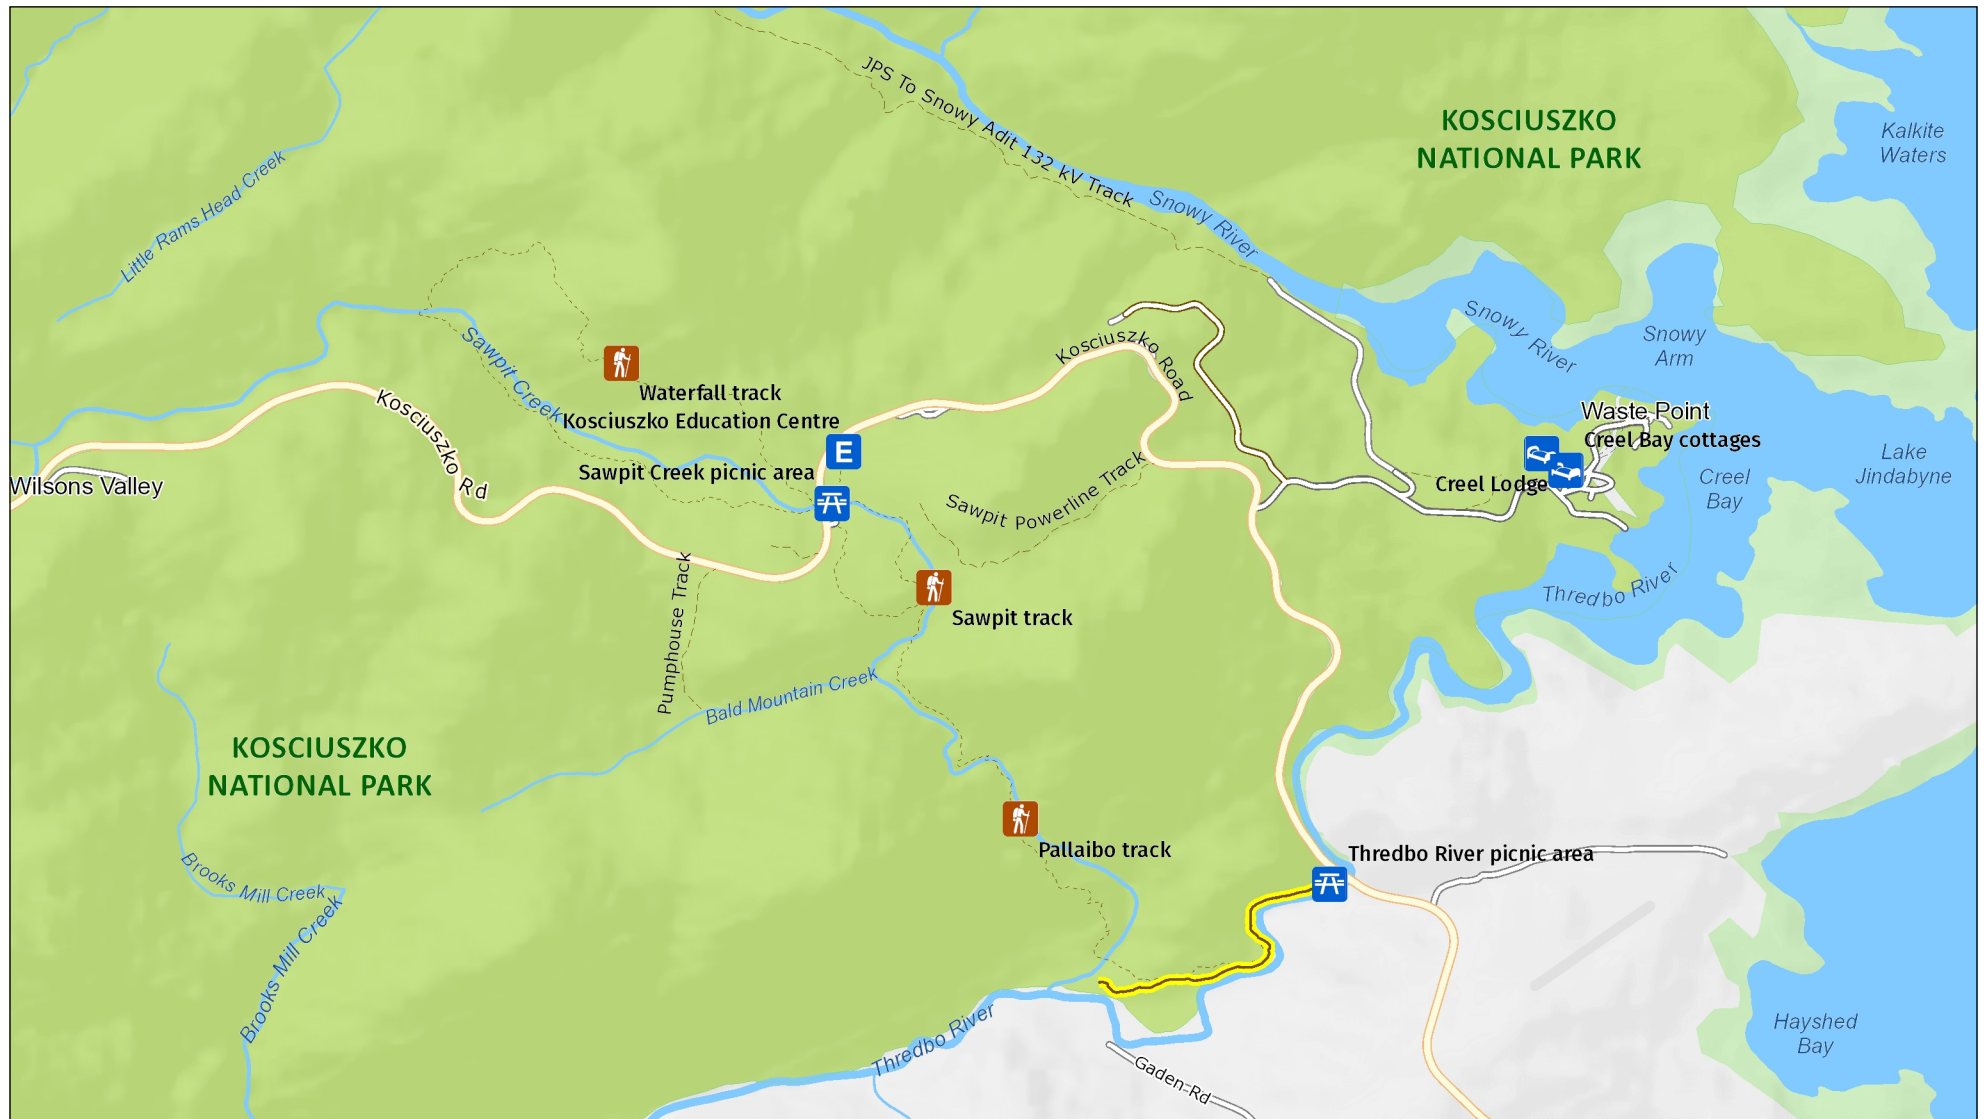 JPS To Snowy Adit 132 kV Track
KOSCIUSZKO
NATIONAL PARK
Kalkite
Waters
Little Rams Head Creek
Snowy River
Snowy River
Snowy
Arm
Sawpit Creek
Kosciuszko Road
Waterfall track
Kosciuszko Education Centre
Kosciuszko Rd
E
Waste Point
Creel Bay cottages
Sawpit Creek picnic area
Creel Lodge
Creel
Bay
Lake
Jindabyne
Wilsons Valley
Sawpit Powerline Track
Pumphouse Track
Sawpit track
Thredbo River
Bald Mountain Creek
KOSCIUSZKO
NATIONAL PARK
Pallaibo track
Thredbo River picnic area
Brooks Mill Creek
Brooks Mill Creek
Thredbo River
Gaden Rd
Hayshed
Bay